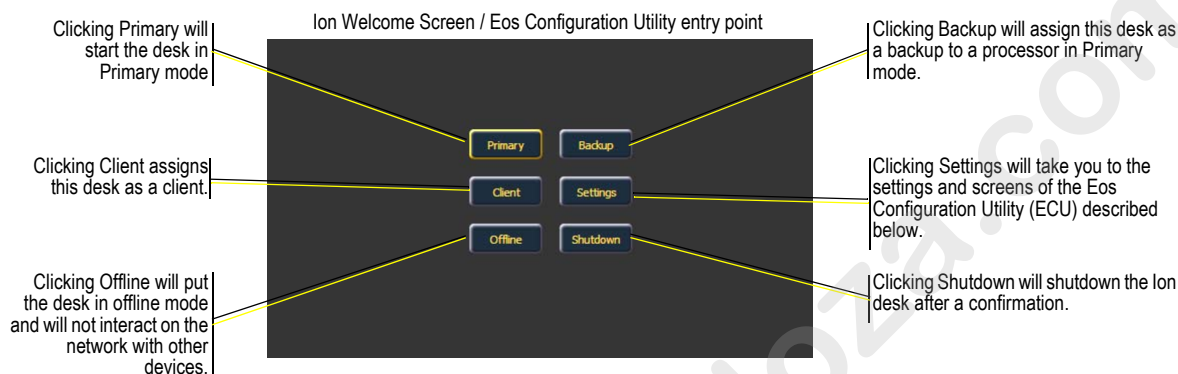 Ion Welcome Screen / Eos Configuration Utility entry point
Clicking Primary will
start the desk in
Primary mode
Clicking Client assigns
this desk as a client.
Clicking Offline will put
the desk in offline mode
and will not interact on the
network with other
devices.
Primary
Backup
Client
Settings
Offline
Shutdown
Clicking Backup will assign this desk as
a backup to a processor in Primary
mode.
Clicking Settings will take you to the
settings and screens of the Eos
Configuration Utility (ECU) described
below.
Clicking Shutdown will shutdown the Ion
desk after a confirmation.